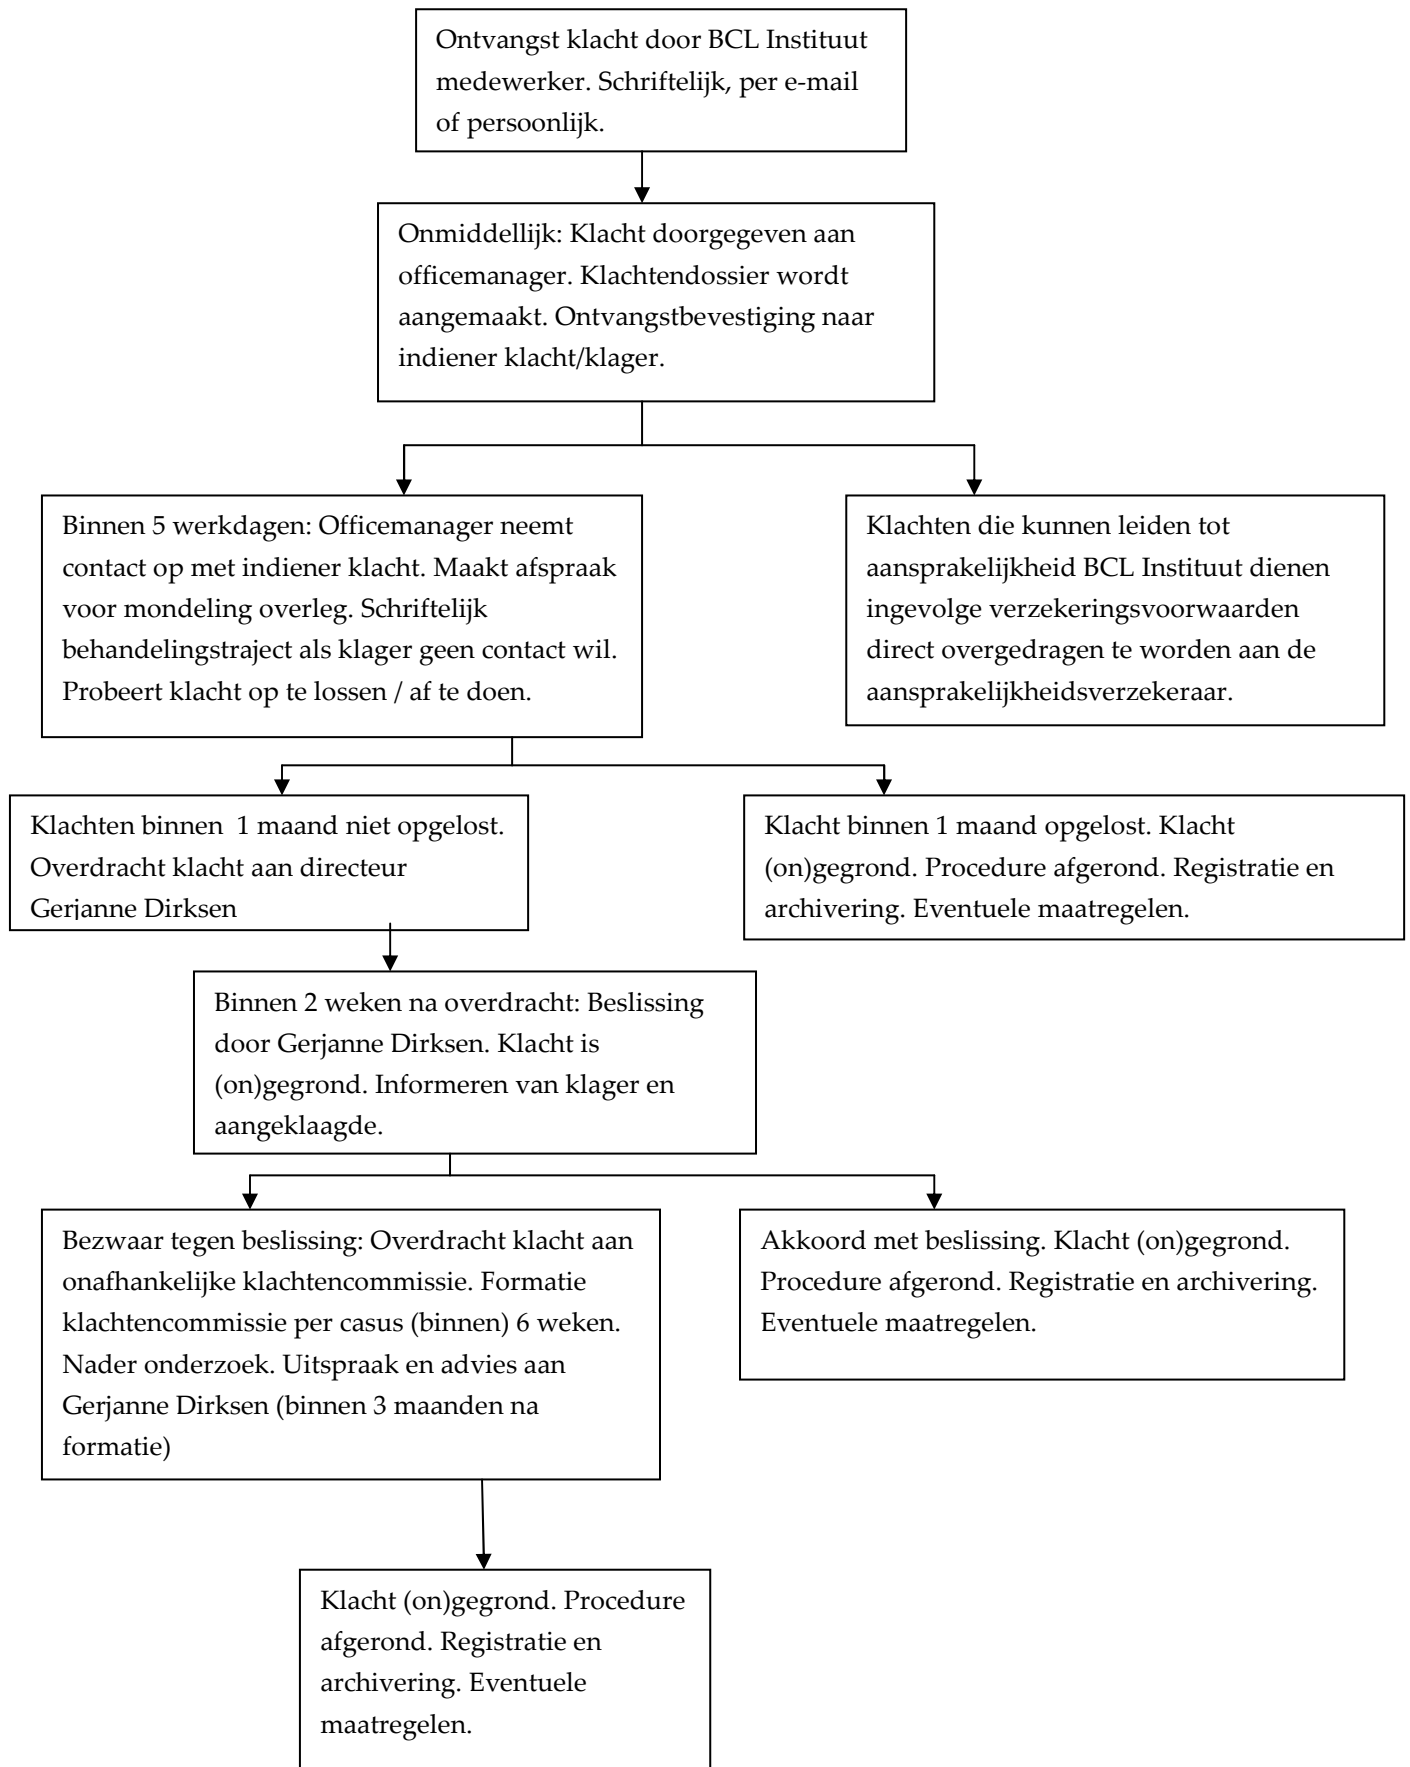 Ontvangst klacht door BCL Instituut
medewerker. Schriftelijk, per e-mail
of persoonlijk.
Onmiddellijk: Klacht doorgegeven aan
officemanager. Klachtendossier wordt
aangemaakt. Ontvangstbevestiging naar
indiener klacht/klager.
Binnen 5 werkdagen: Officemanager neemt
contact op met indiener klacht. Maakt afspraak
voor mondeling overleg. Schriftelijk
behandelingstraject als klager geen contact wil.
Probeert klacht op te lossen / af te doen.
Klachten die kunnen leiden tot
aansprakelijkheid BCL Instituut dienen
ingevolge verzekeringsvoorwaarden
direct overgedragen te worden aan de
aansprakelijkheidsverzekeraar.
Klachten binnen 1 maand niet opgelost.
Overdracht klacht aan directeur
Gerjanne Dirksen
Klacht binnen 1 maand opgelost. Klacht
(on)gegrond. Procedure afgerond. Registratie en
archivering. Eventuele maatregelen.
Binnen 2 weken na overdracht: Beslissing
door Gerjanne Dirksen. Klacht is
(on)gegrond. Informeren van klager en
aangeklaagde.
Bezwaar tegen beslissing: Overdracht klacht aan
onafhankelijke klachtencommissie. Formatie
klachtencommissie per casus (binnen) 6 weken.
Nader onderzoek. Uitspraak en advies aan
Gerjanne Dirksen (binnen 3 maanden na
formatie)
Akkoord met beslissing. Klacht (on)gegrond.
Procedure afgerond. Registratie en archivering.
Eventuele maatregelen.
Klacht (on)gegrond. Procedure
afgerond. Registratie en
archivering. Eventuele
maatregelen.